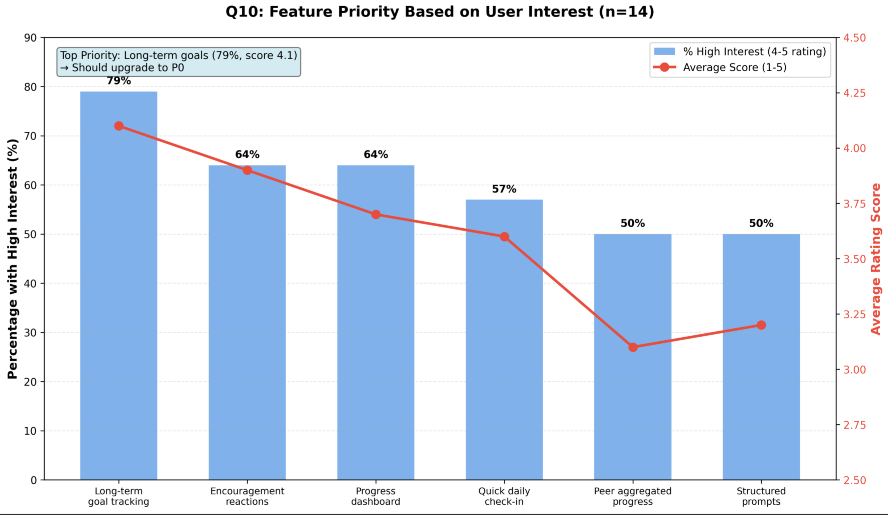 Q10: Feature Priority Based on User Interest (n=14)
Top Priority: Long-term goals (79%, score 4.1)
→ Should upgrade to P0
% High Interest (4-5 rating)
Average Score (1-5)
Percentage with High Interest (%)
90
80
70
60
50
40
30
20
10
0
79%
64%
64%
57%
50%
50%
4.50
4.25
4.00
3.75
3.50
3.25
3.00
2.75
2.50
Average Rating Score
Long-term
goal tracking
Encouragement
reactions
Progress
dashboard
Quick daily
check-in
Peer aggregated
progress
Structured
prompts